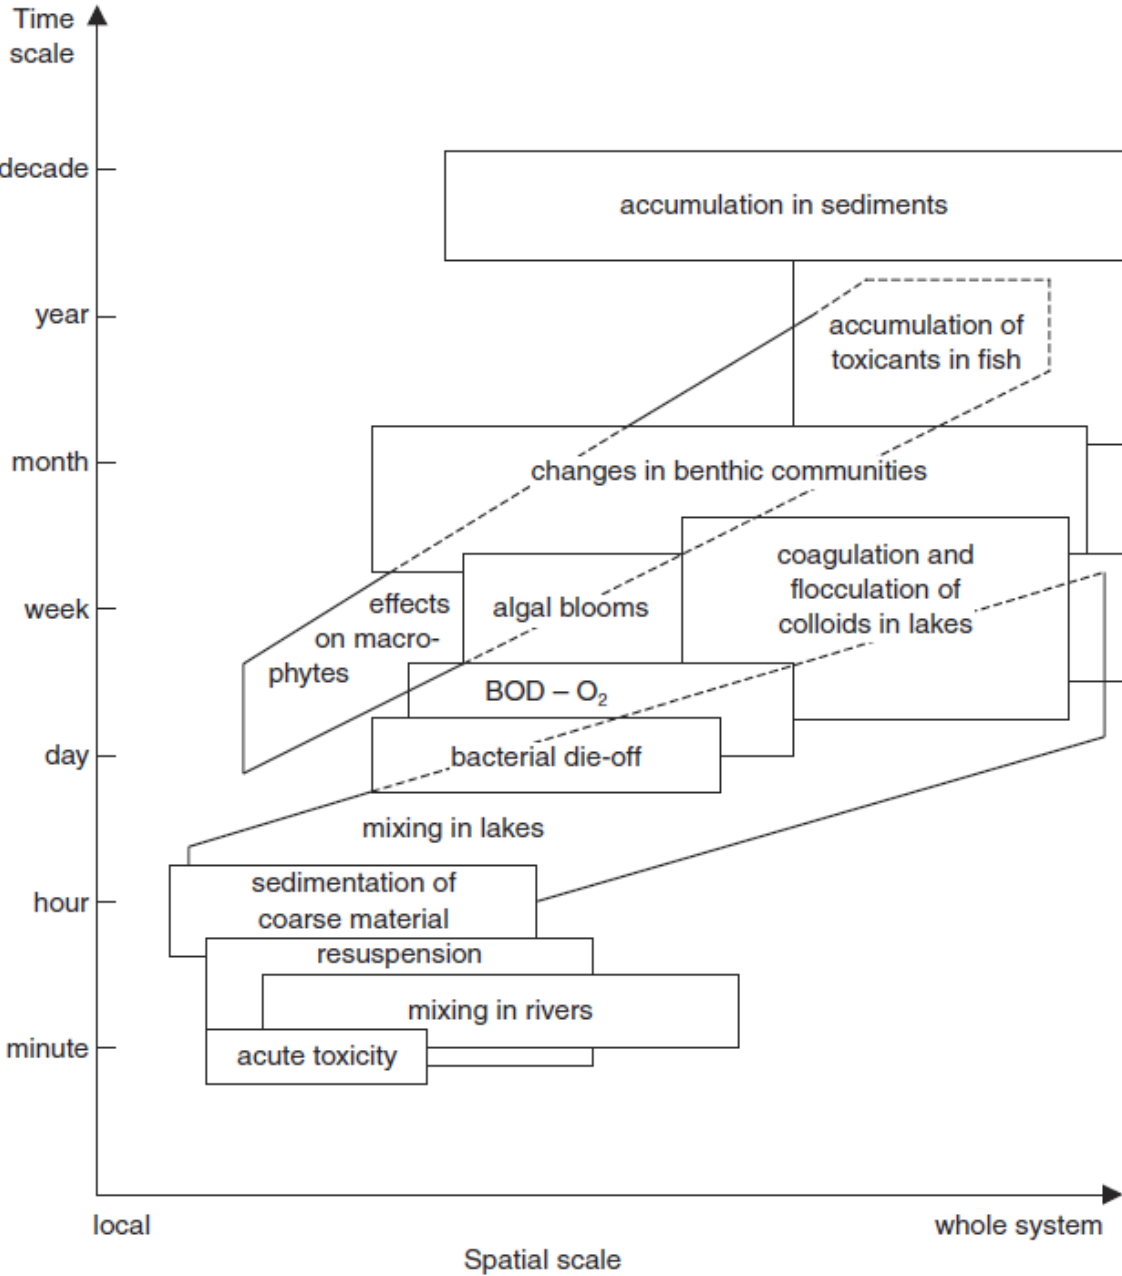 Time
scale
decade
accumulation in sediments
year
accumulation of
toxicants in fish
month
changes in benthic communities
coagulation and
flocculation of
colloids in lakes
week
effects
on macro-
phytes
algal blooms
BOD – O₂
day
bacterial die-off
mixing in lakes
hour
sedimentation of
coarse material
resuspension
mixing in rivers
minute
acute toxicity
local
whole system
Spatial scale